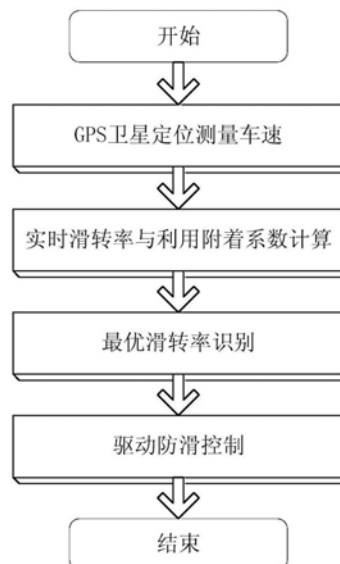 开始
GPS卫星定位测量车速
实时滑转率与利用附着系数计算
最优滑转率识别
驱动防滑控制
结束